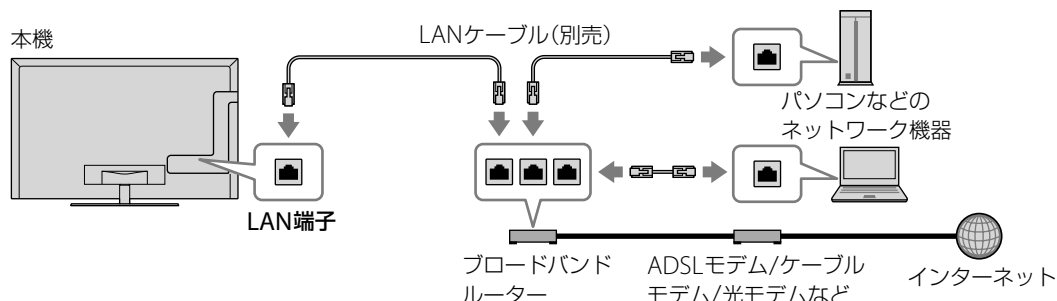 本機
LANケーブル(別売)
パソコンなどの
ネットワーク機器
LAN端子
ブロードバンド
ルーター
ADSLモデム/ケーブル
モデム/光モデムなど
インターネット